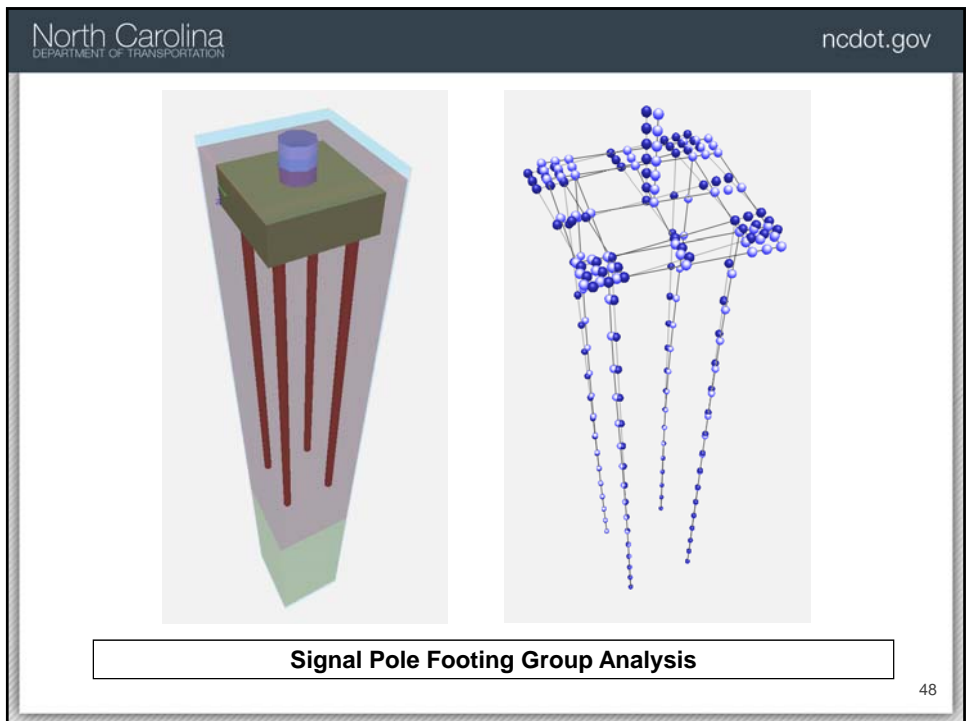 North Carolina
DEPARTMENT OF TRANSPORTATION
ncdot.gov
Signal Pole Footing Group Analysis
48